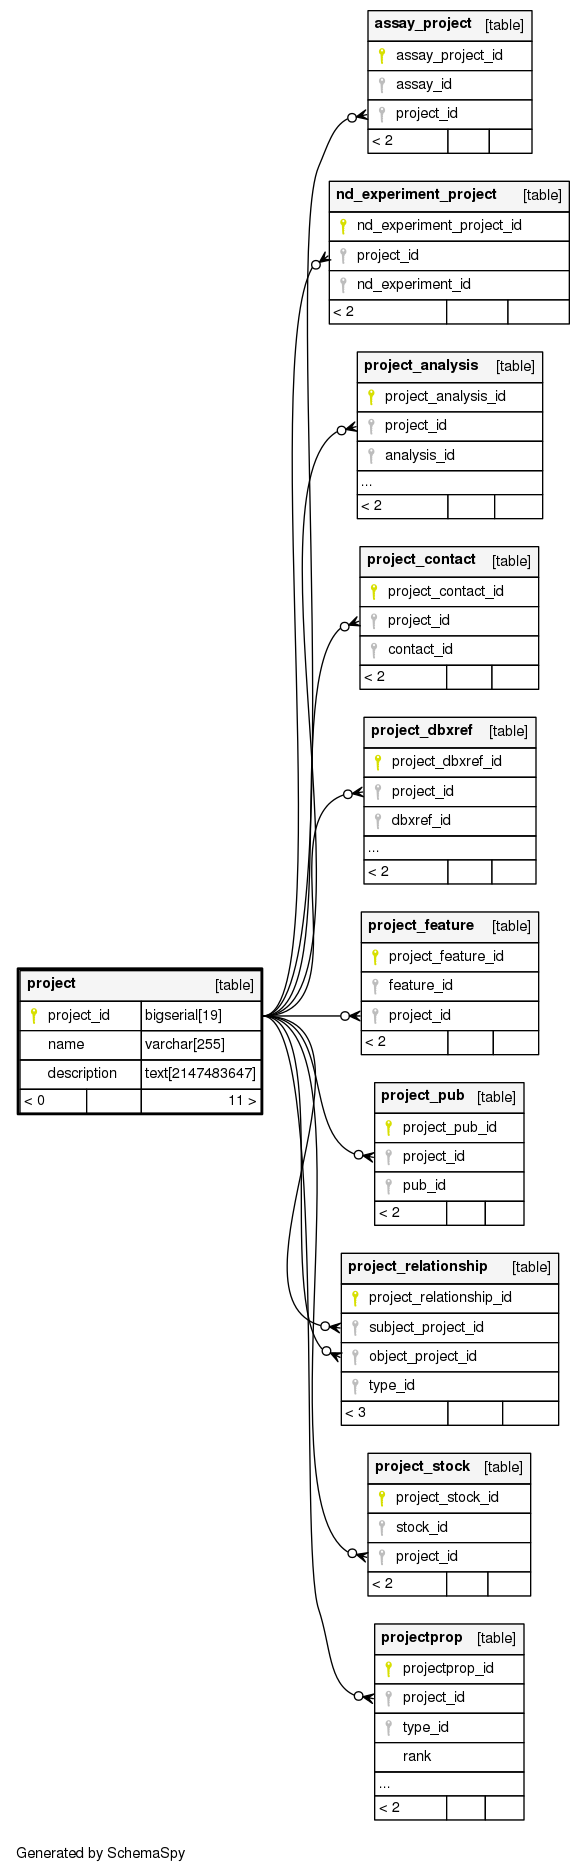 assay_project [table]
assay_project_id
assay_id
project_id
< 2
nd_experiment_project [table]
nd_experiment_project_id
project_id
nd_experiment_id
< 2
project_analysis [table]
project_analysis_id
project_id
analysis_id
...
< 2
project_contact [table]
project_contact_id
project_id
contact_id
< 2
project_dbxref [table]
project_dbxref_id
project_id
dbxref_id
...
< 2
project_feature [table]
project_feature_id
feature_id
project_id
< 2
project [table]
project_id bigserial[19]
name varchar[255]
description text[2147483647]
< 0 11 >
project_pub [table]
project_pub_id
project_id
pub_id
< 2
project_relationship [table]
project_relationship_id
subject_project_id
object_project_id
type_id
< 3
project_stock [table]
project_stock_id
stock_id
project_id
< 2
projectprop [table]
projectprop_id
project_id
type_id
rank
...
< 2
Generated by SchemaSpy